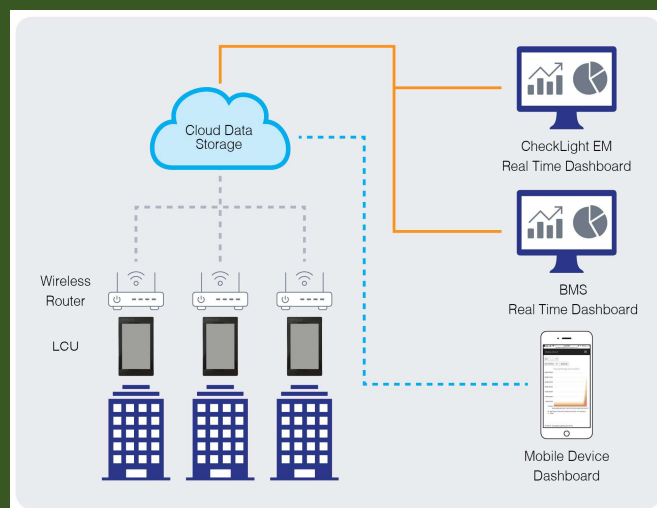 Cloud Data
Storage
CheckLight EM
Real Time Dashboard
Wireless
Router
BMS
Real Time Dashboard
LCU
Mobile Device
Dashboard